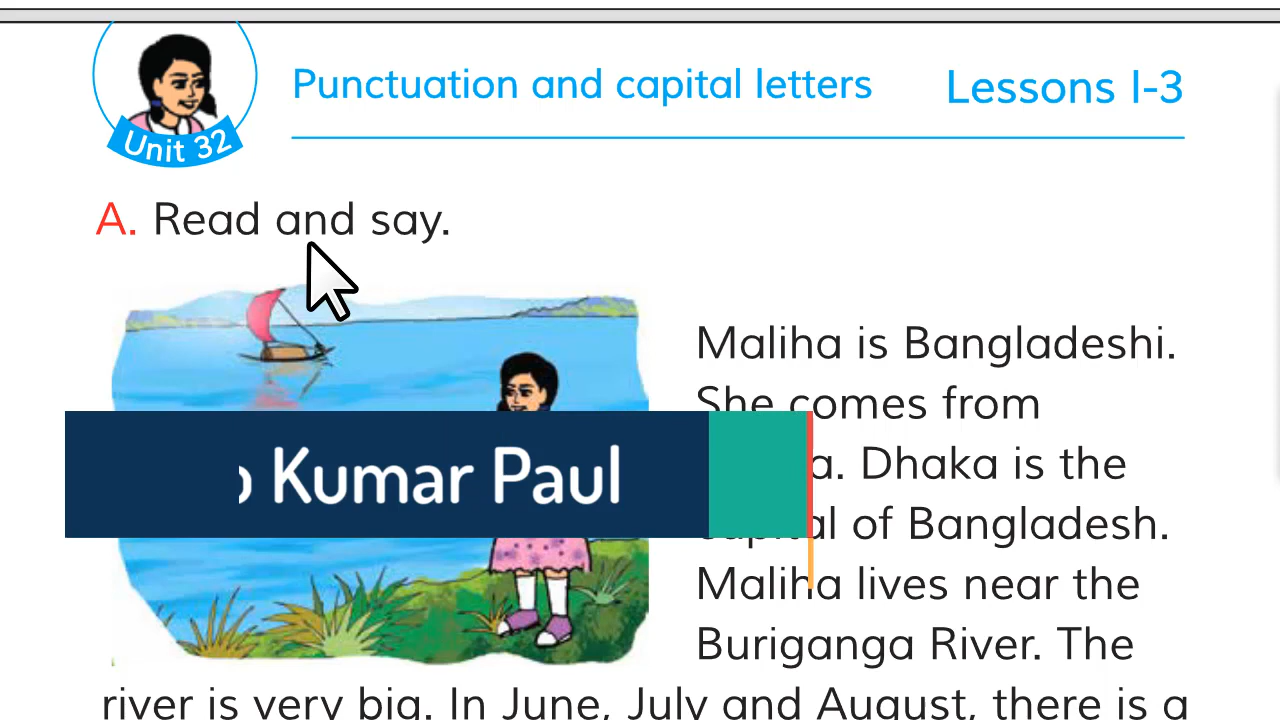 Unit 32
Punctuation and capital letters Lessons 1-3
A. Read and say.
Maliha is Bangladeshi.
She comes from
Dhaka is the
of Bangladesh.
Kumar Paul
Maliha lives near the
Buriganga River. The
river is very big. In June, July and August, there is a